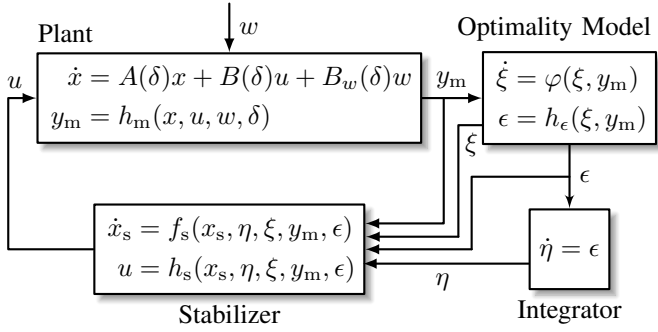 Plant
w
Optimality Model
u
ẋ = A(δ)x + B(δ)u + B_w(δ)w
y_m = h_m(x, u, w, δ)
y_m
ξ̇ = φ(ξ, y_m)
ϵ = h_ϵ(ξ, y_m)
ξ
ϵ
ẋ_s = f_s(x_s, η, ξ, y_m, ϵ)
u = h_s(x_s, η, ξ, y_m, ϵ)
η̇ = ϵ
η
Stabilizer
Integrator